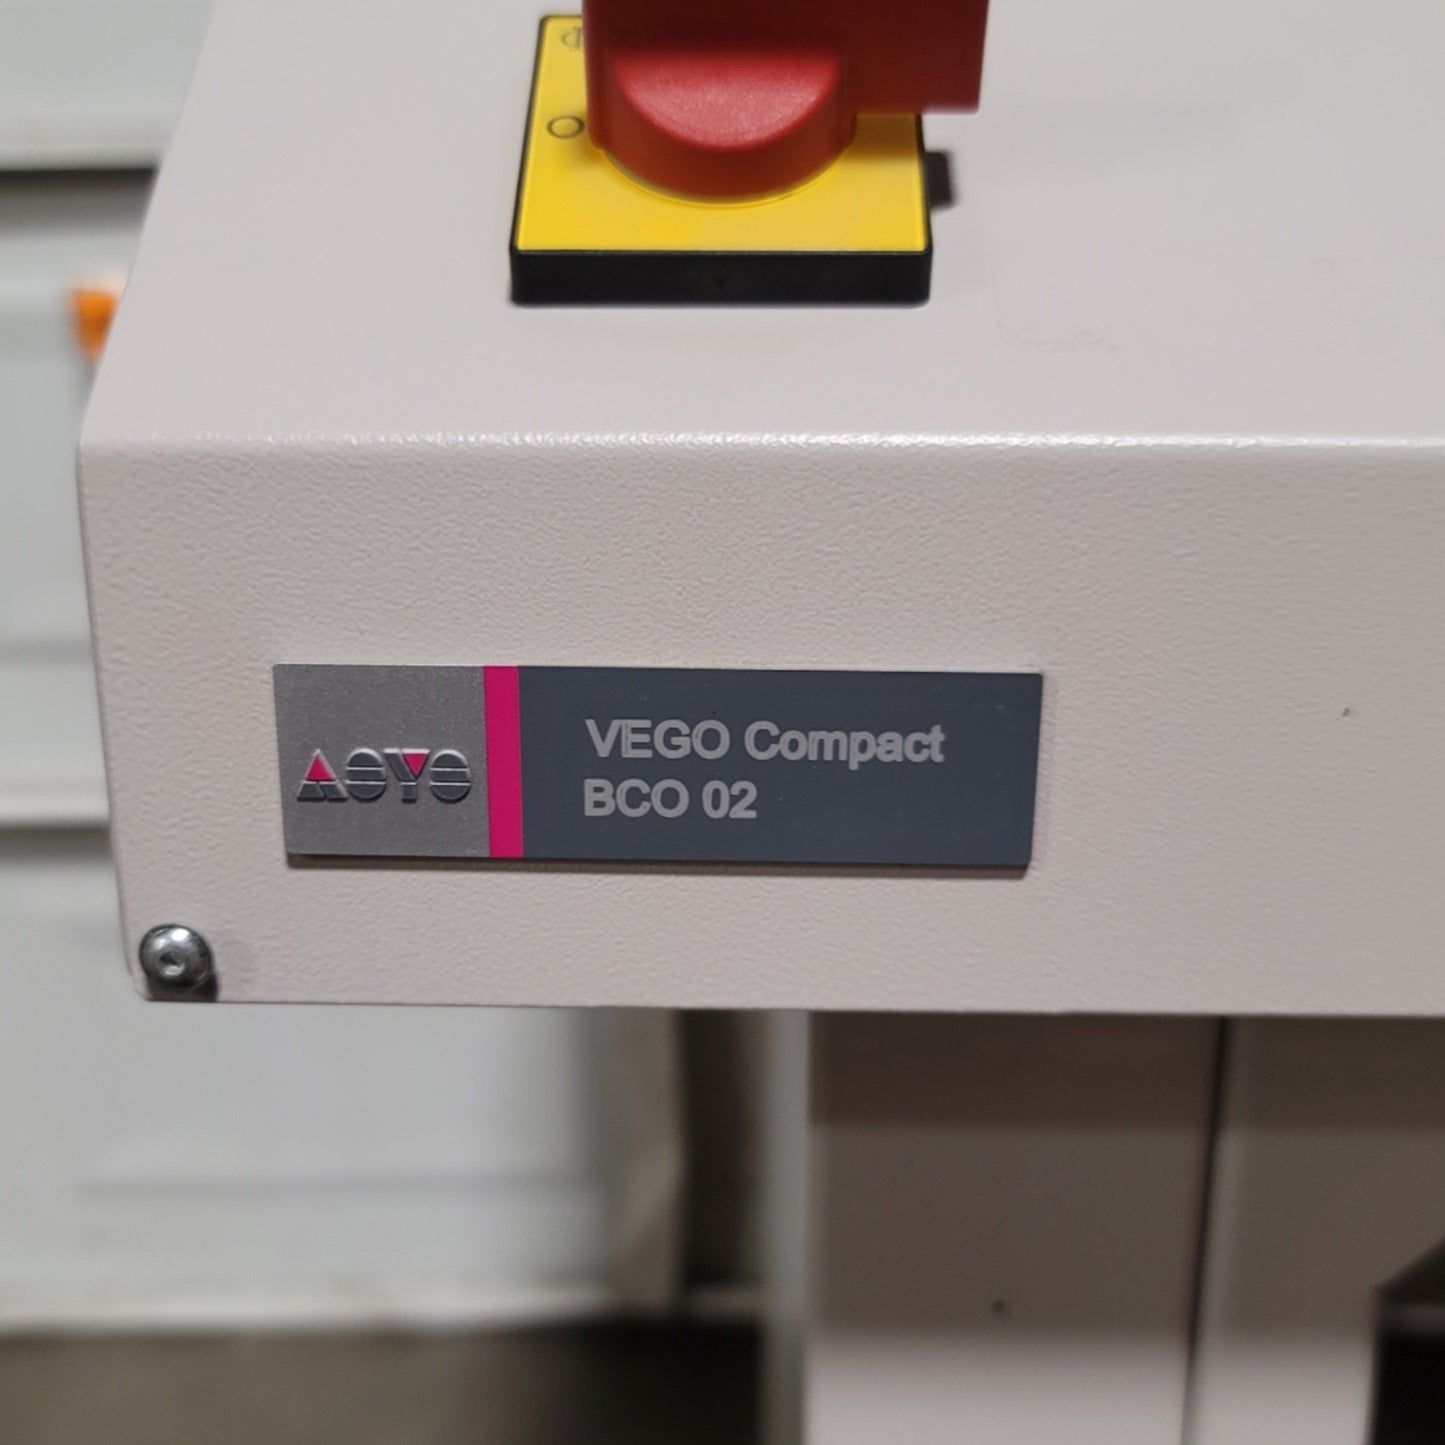 O
ASYS
VEGO Compact
BCO 02